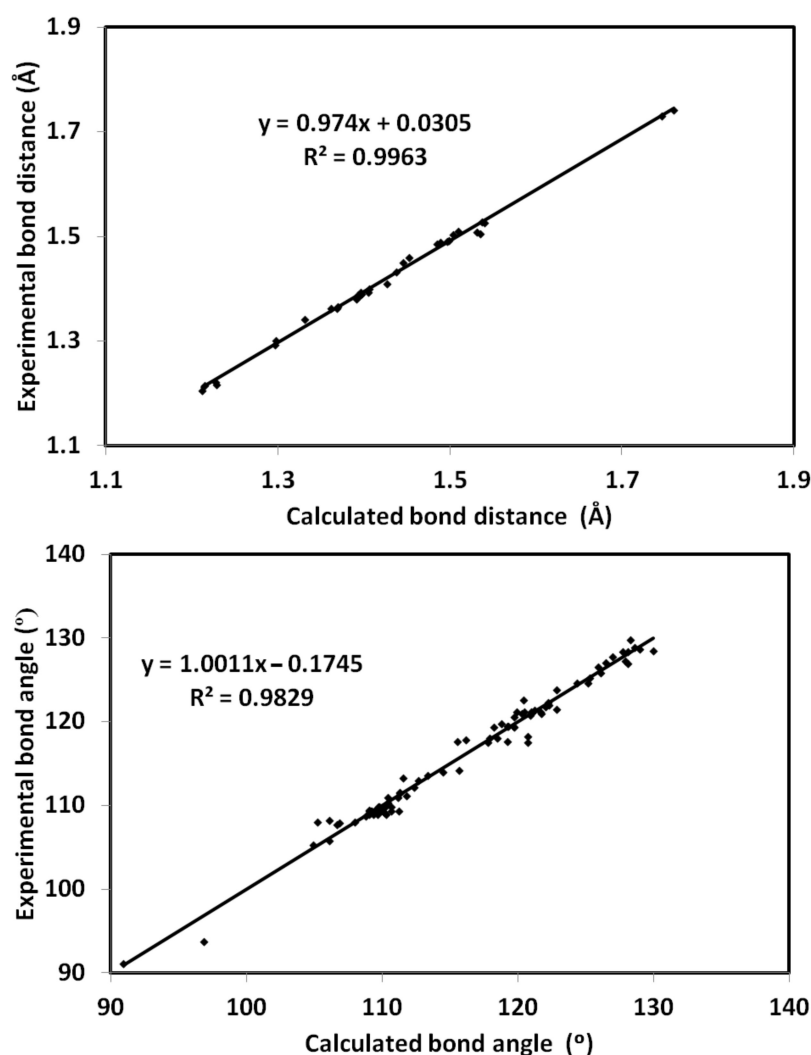 1.9
1.7
1.5
1.3
1.1
Experimental bond distance (Å)
y = 0.974x + 0.0305
R² = 0.9963
1.1 1.3 1.5 1.7 1.9
Calculated bond distance (Å)
140
130
120
110
100
90
Experimental bond angle (º)
y = 1.0011x – 0.1745
R² = 0.9829
90 100 110 120 130 140
Calculated bond angle (º)